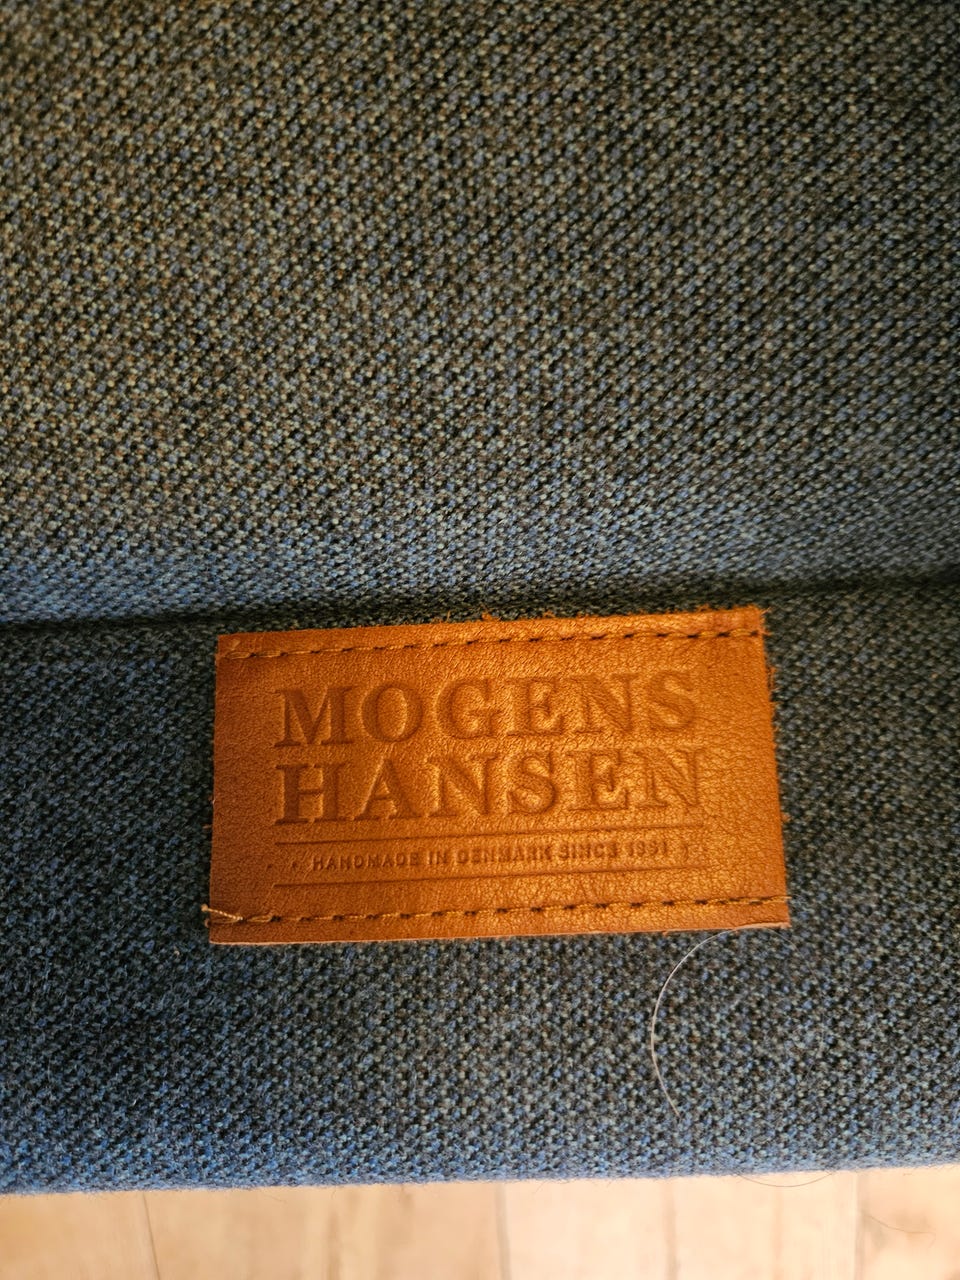 MOGENS
HANSEN
HANDMADE IN DENMARK SINCE 1991